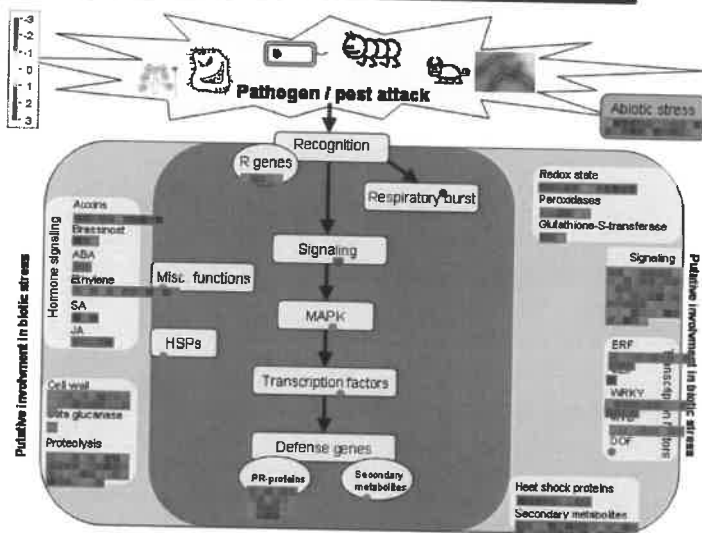 -3
-2
-1
0
1
2
3
Pathogen / pest attack
Abiotic stress
Recognition
R genes
Respiratory burst
Signaling
Misc. functions
MAPK
HSPs
Transcription factors
Defense genes
PR-proteins
Secondary
metabolites
Putative involvment in biotic stress
Hormone signaling
Auxins
Brassinost
ABA
Ethylene
SA
JA
Cell wall
Beta glucanase
Proteolysis
Redox state
Peroxidases
Glutathione-S-transferase
Signaling
ERF
WRKY
DOF
Transcription factors
Putative involvment in biotic stress
Heat shock proteins
Secondary metabolites